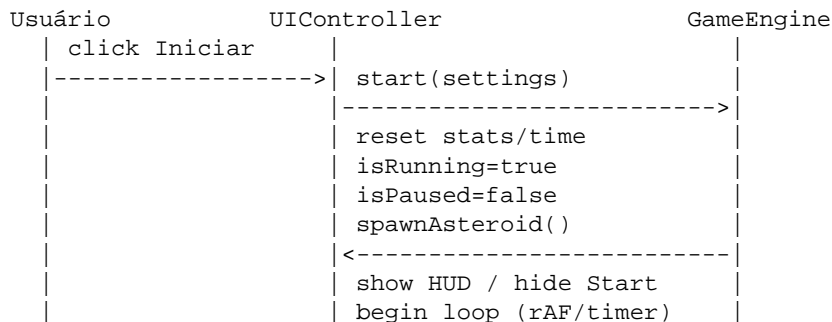 Usuário UIController GameEngine
click Iniciar
start(settings)
reset stats/time
isRunning=true
isPaused=false
spawnAsteroid()
show HUD / hide Start
begin loop (rAF/timer)